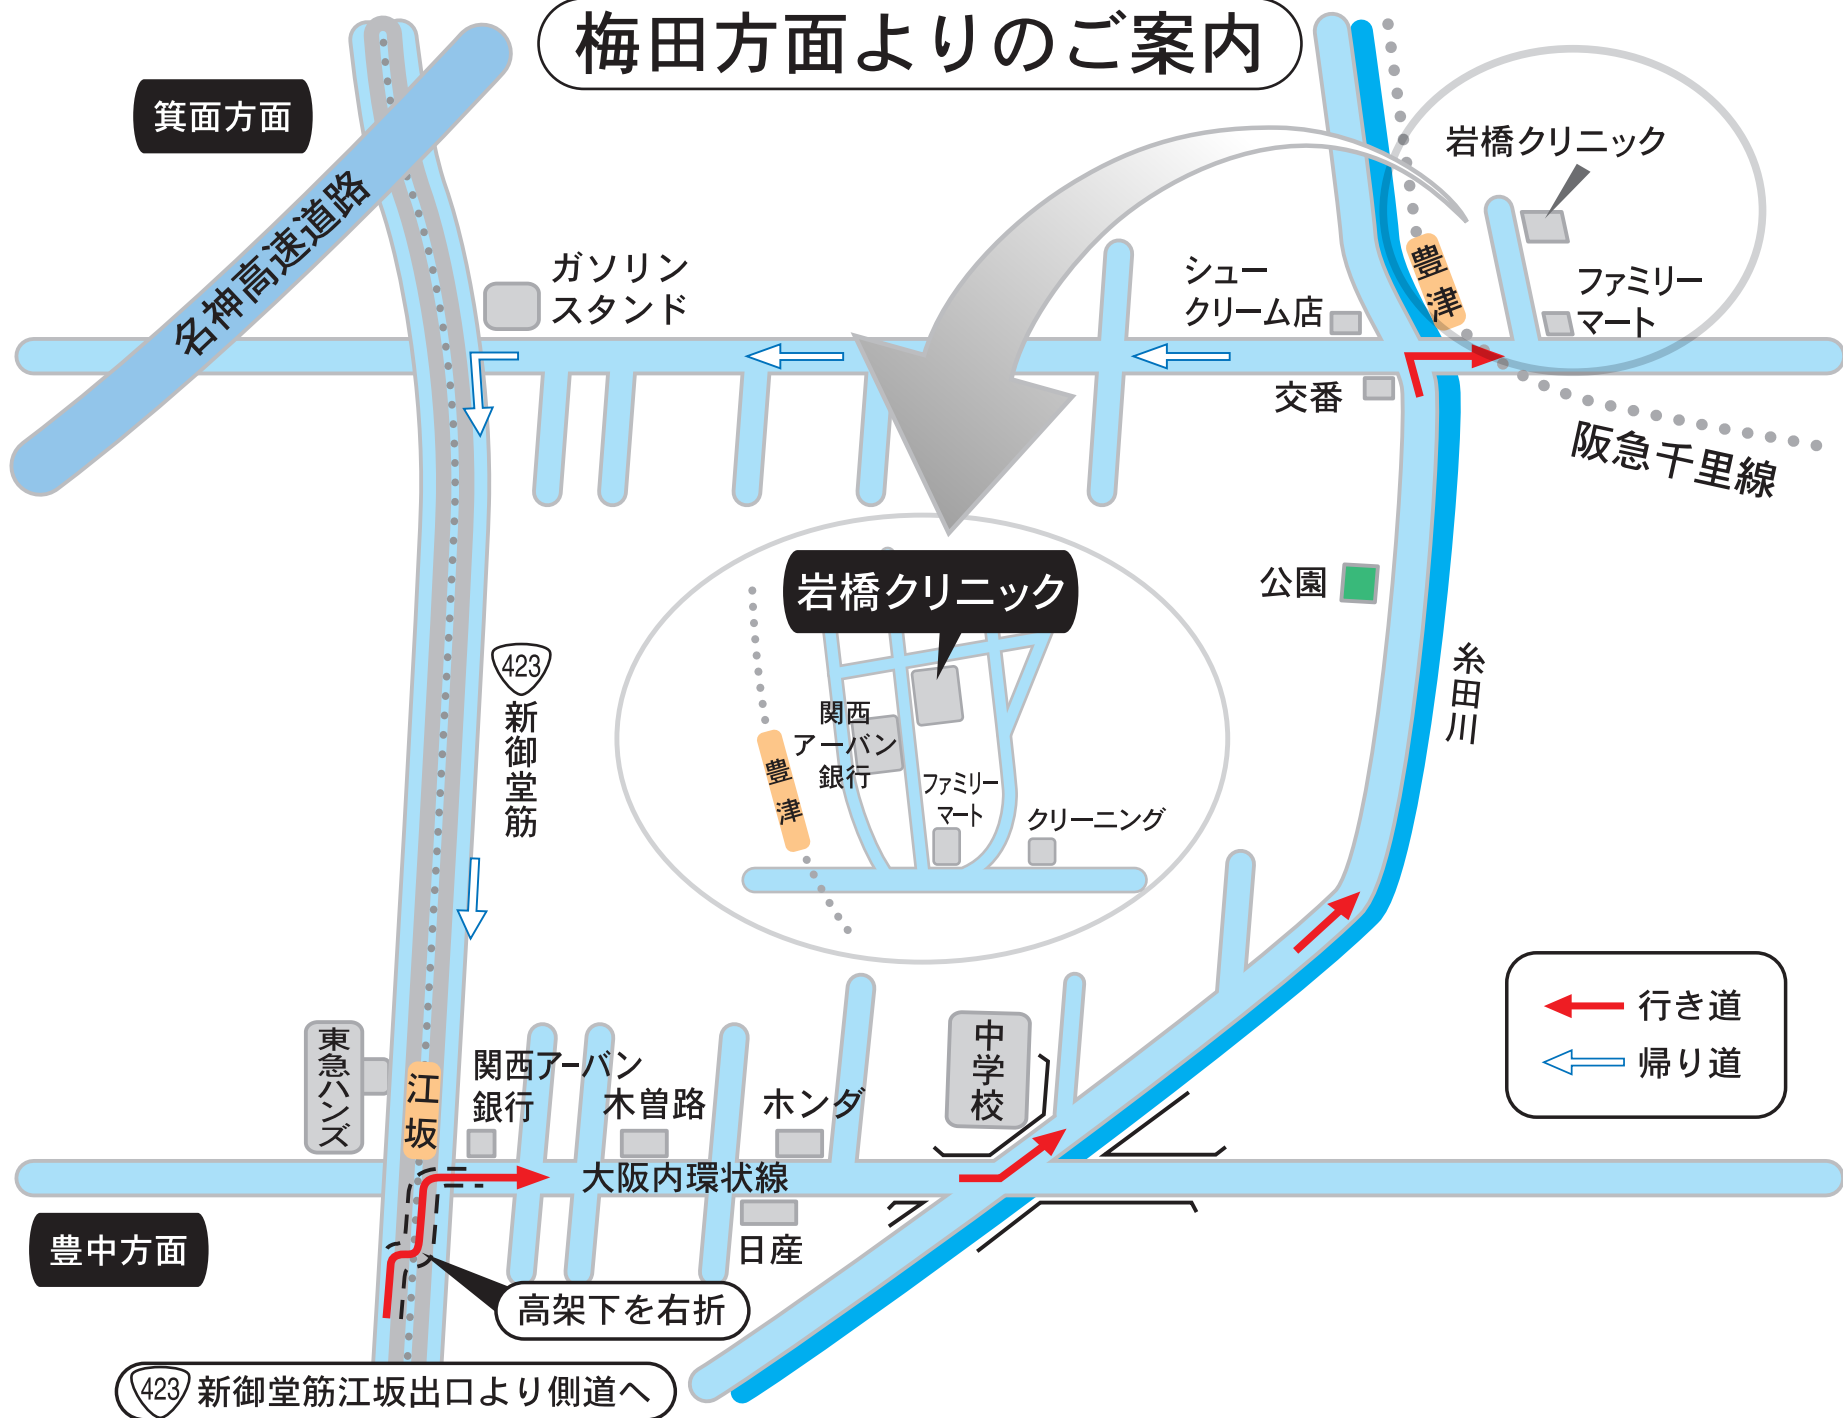 梅田方面よりのご案内
箕面方面
岩橋クリニック
名神高速道路
ガソリン
スタンド
シュー
クリーム店
豊津
ファミリー
マート
交番
阪急千里線
岩橋クリニック
公園
423
新御堂筋
糸田川
関西
アーバン
銀行
豊津
ファミリー
マート
クリーニング
行き道
帰り道
東急ハンズ
江坂
関西アーバン
銀行
木曽路
ホンダ
中学校
大阪内環状線
豊中方面
日産
高架下を右折
423 新御堂筋江坂出口より側道へ